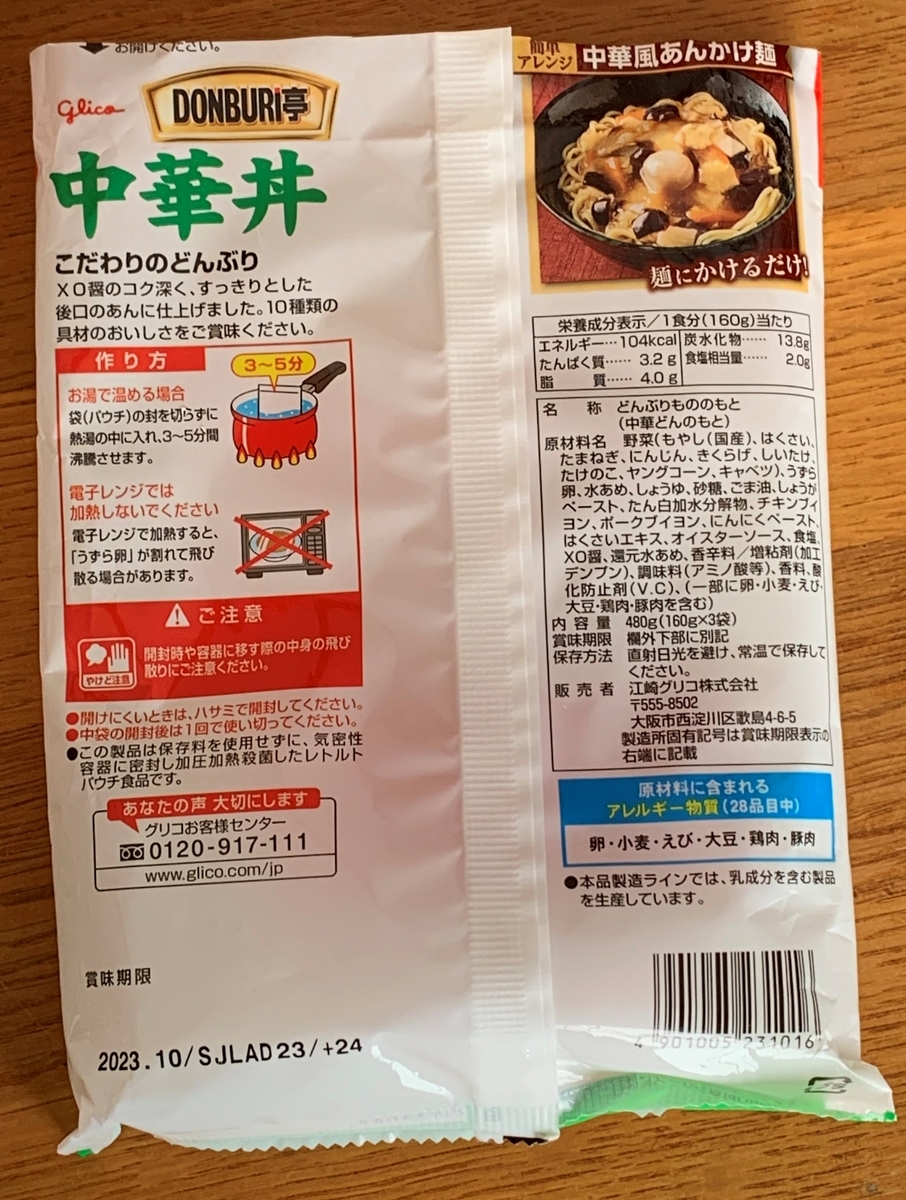 お開けください。
Glico
DONBURI亭
中華丼
こだわりのどんぶり
XO醤のコク深く、すっきりとした
後口のあんに仕上げました。10種類の
具材のおいしさをご賞味ください。
作り方
3～5分
お湯で温める場合
袋(パウチ)の封を切らずに
熱湯の中に入れ、3～5分間
沸騰させます。
電子レンジでは
加熱しないでください
電子レンジで加熱すると、
「うずら卵」が割れて飛び
散る場合があります。
ご注意
やけど注意
開封時や容器に移す際の中身の飛び
散りにご注意ください。
●開けにくいときは、ハサミで開封してください。
●中袋の開封後は1回で使い切ってください。
●この製品は保存料を使用せずに、気密性
容器に密封し加圧加熱殺菌したレトルト
パウチ食品です。
あなたの声 大切にします
グリコお客様センター
0120-917-111
www.glico.com/jp
賞味期限
2023.10/SJLAD23/+24
簡単
アレンジ
中華風あんかけ麺
麺にかけるだけ!
栄養成分表示/1食分(160g)当たり
エネルギー…104kcal 炭水化物…… 13.8g
たんぱく質…… 3.2g 食塩相当量…… 2.0g
脂 質…… 4.0g
名 称 どんぶりもののもと
(中華どんのもと)
原材料名 野菜(もやし(国産)、はくさい、
たまねぎ、にんじん、きくらげ、しいたけ、
たけのこ、ヤングコーン、キャベツ)、うずら
卵、水あめ、しょうゆ、砂糖、ごま油、しょうが
ペースト、たん白加水分解物、チキンブイ
ヨン、ポークブイヨン、にんにくペースト、
はくさいエキス、オイスターソース、食塩、
XO醤、還元水あめ、香辛料/増粘剤(加工
デンプン)、調味料(アミノ酸等)、香料、酸
化防止剤(V.C)、(一部に卵・小麦・えび・
大豆・鶏肉・豚肉を含む)
内容量 480g(160g×3袋)
賞味期限 欄外下部に別記
保存方法 直射日光を避け、常温で保存して
ください。
販売者 江崎グリコ株式会社
〒555-8502
大阪市西淀川区歌島4-6-5
製造所固有記号は賞味期限表示の
右端に記載
原材料に含まれる
アレルギー物質(28品目中)
卵・小麦・えび・大豆・鶏肉・豚肉
●本品製造ラインでは、乳成分を含む製品
を生産しています。
4 901005 231016